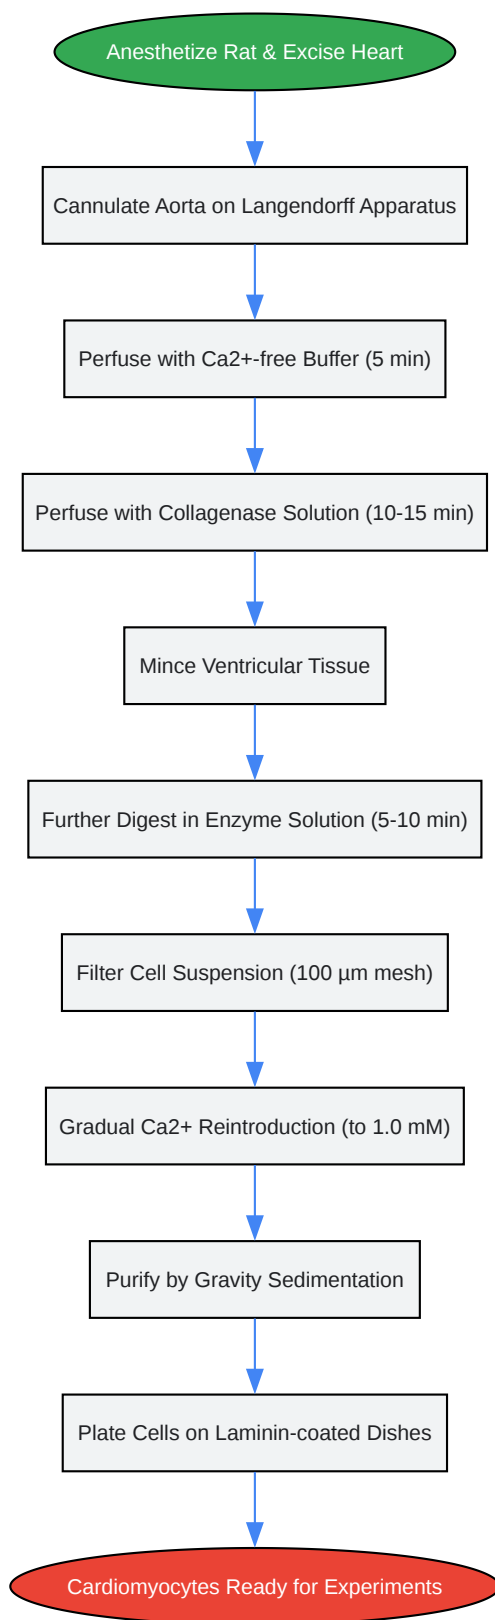 Anesthetize Rat & Excise Heart
Cannulate Aorta on Langendorff Apparatus
Perfuse with Ca2+-free Buffer (5 min)
Perfuse with Collagenase Solution (10-15 min)
Mince Ventricular Tissue
Further Digest in Enzyme Solution (5-10 min)
Filter Cell Suspension (100 µm mesh)
Gradual Ca2+ Reintroduction (to 1.0 mM)
Purify by Gravity Sedimentation
Plate Cells on Laminin-coated Dishes
Cardiomyocytes Ready for Experiments